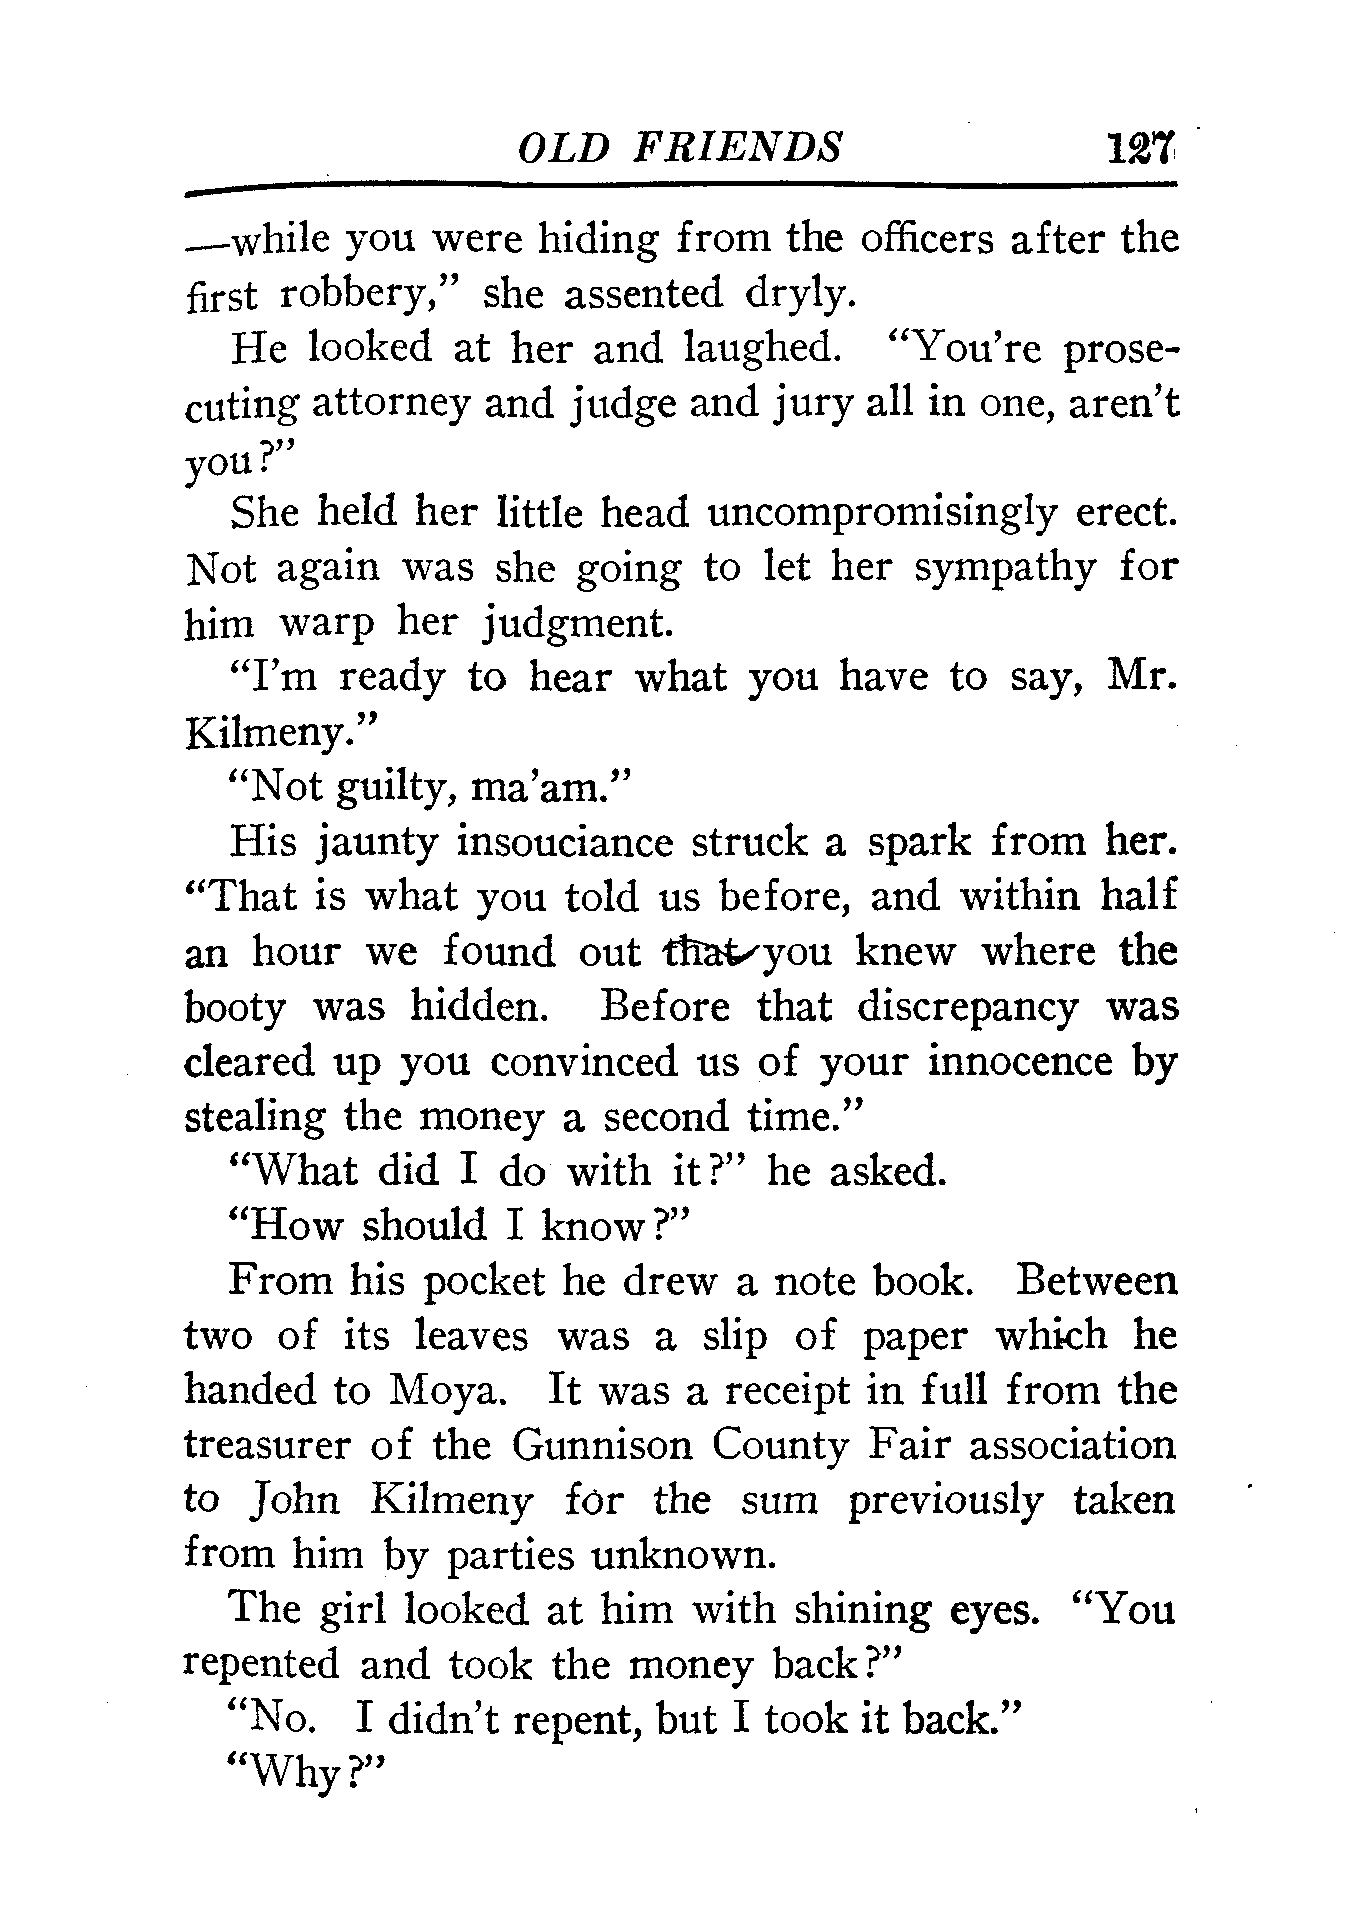 OLD FRIENDS 127
—while you were hiding from the officers after the
first robbery," she assented dryly.
He looked at her and laughed. "You're prose-
cuting attorney and judge and jury all in one, aren't
you?"
She held her little head uncompromisingly erect.
Not again was she going to let her sympathy for
him warp her judgment.
"I'm ready to hear what you have to say, Mr.
Kilmeny."
"Not guilty, ma'am."
His jaunty insouciance struck a spark from her.
"That is what you told us before, and within half
an hour we found out that you knew where the
booty was hidden. Before that discrepancy was
cleared up you convinced us of your innocence by
stealing the money a second time."
"What did I do with it?" he asked.
"How should I know?"
From his pocket he drew a note book. Between
two of its leaves was a slip of paper which he
handed to Moya. It was a receipt in full from the
treasurer of the Gunnison County Fair association
to John Kilmeny for the sum previously taken
from him by parties unknown.
The girl looked at him with shining eyes. "You
repented and took the money back?"
"No. I didn't repent, but I took it back."
"Why?"